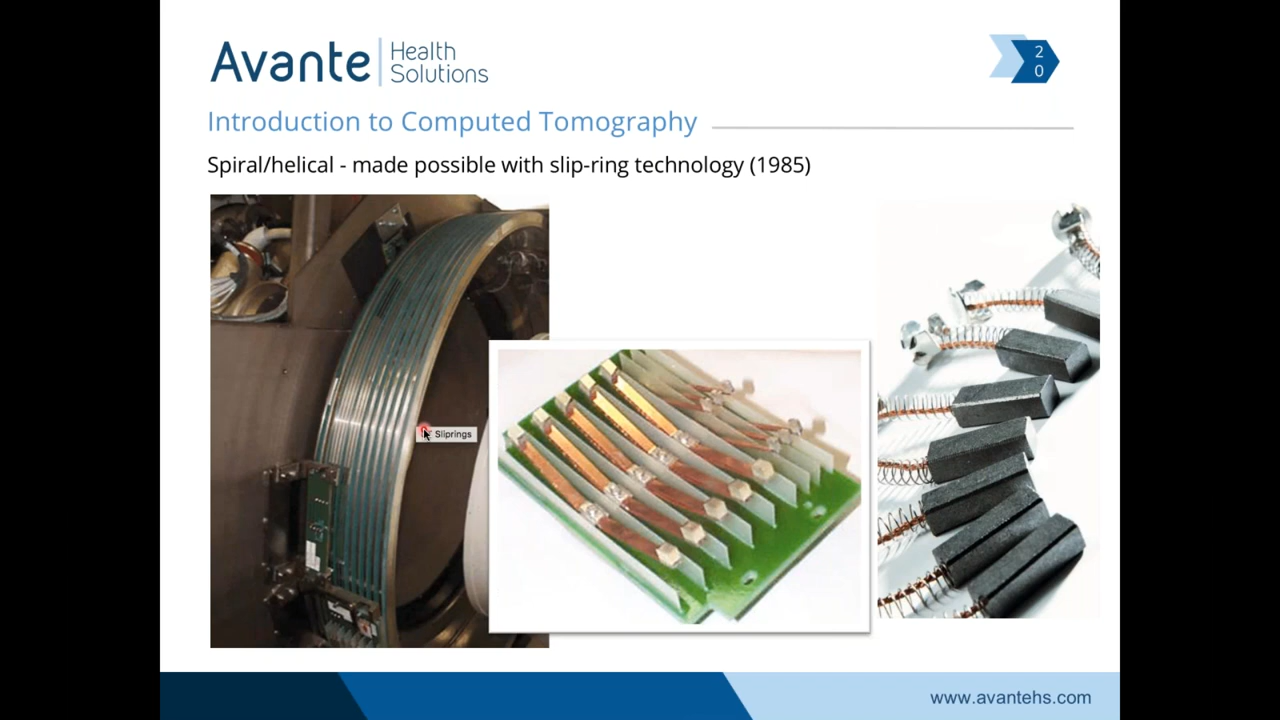 Avante
Health
Solutions
2
0
Introduction to Computed Tomography
Spiral/helical - made possible with slip-ring technology (1985)
Sliprings
www.avantehs.com